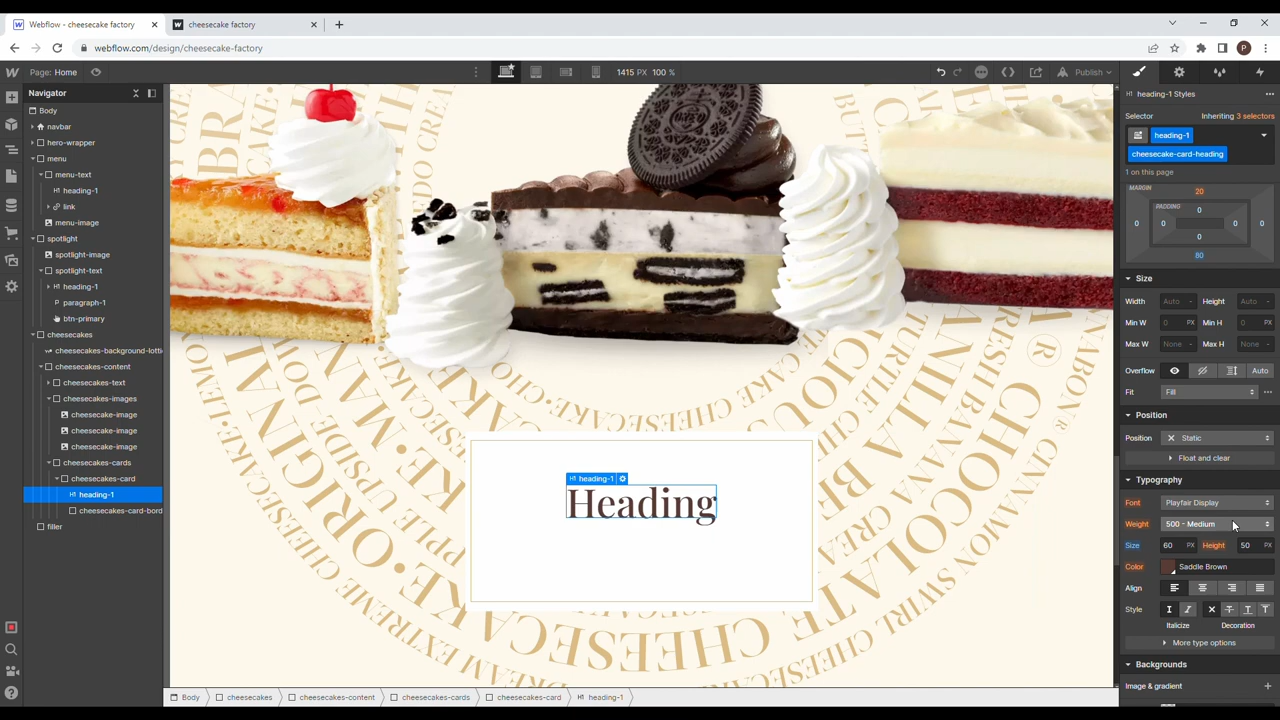 Webflow - cheesecake factory
cheesecake factory
webflow.com/design/cheesecake-factory
P
Page: Home
1415 PX 100 %
Publish
Navigator
Body
navbar
hero-wrapper
menu
menu-text
H1 heading-1
link
menu-image
spotlight
spotlight-image
spotlight-text
heading-1
P paragraph-1
btn-primary
cheesecakes
cheesecakes-background-lotti
cheesecakes-content
cheesecakes-text
cheesecakes-images
cheesecake-image
cheesecake-image
cheesecake-image
cheesecakes-cards
cheesecakes-card
H1 heading-1
cheesecakes-card-bord
filler
H1 heading-1
Heading
CHEESECAKE
Body
cheesecakes
cheesecakes-content
cheesecakes-cards
cheesecakes-card
H1 heading-1
H1 heading-1 Styles
Selector Inheriting 3 selectors
heading-1
cheesecake-card-heading
1 on this page
MARGIN
20
PADDING
0
0 0 0 0
0
80
Size
Width Auto - Height Auto -
Min W 0 PX Min H 0 PX
Max W None - Max H None -
Overflow Auto
Fit Fill
Position
Position Static
Float and clear
Typography
Font Playfair Display
Weight 500 - Medium
Size 60 PX Height 50 PX
Color Saddle Brown
Align
Style
Italicize Decoration
More type options
Backgrounds
Image & gradient